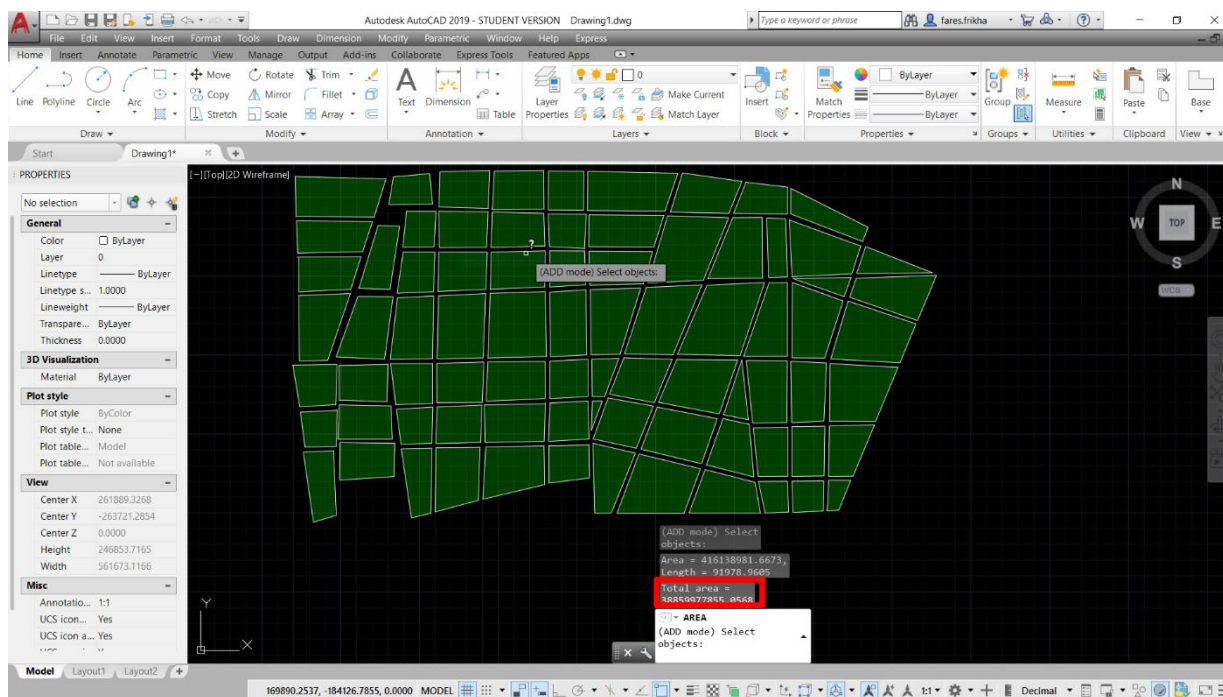 Autodesk AutoCAD 2019 - STUDENT VERSION Drawing1.dwg
Type a keyword or phrase
fares.frikha
File Edit View Insert Format Tools Draw Dimension Modify Parametric Window Help Express
Home Insert Annotate Parametric View Manage Output Add-ins Collaborate Express Tools Featured Apps
Move Rotate Trim 0 ByLayer
Copy Mirror Fillet Make Current ByLayer
Line Polyline Circle Arc Text Dimension Layer Properties Insert Match Properties Group Measure Paste Base
Stretch Scale Array Table Match Layer ByLayer
Draw Modify Annotation Layers Block Properties Groups Utilities Clipboard View
Start Drawing1*
PROPERTIES
[-][Top][2D Wireframe]
No selection
General
Color ByLayer
Layer 0
Linetype ByLayer
Linetype s... 1.0000
Lineweight ByLayer
Transpare... ByLayer
Thickness 0.0000
3D Visualization
Material ByLayer
Plot style
Plot style ByColor
Plot style t... None
Plot table... Model
Plot table... Not available
View
Center X 261889.3268
Center Y -263721.2854
Center Z 0.0000
Height 246853.7165
Width 561673.1166
Misc
Annotatio... 1:1
UCS icon... Yes
UCS icon a... Yes
N
W TOP E
S
WCS
?
(ADD mode) Select objects:
(ADD mode) Select
objects:
Area = 416138981.6673,
Length = 91978.9605
Total area =
38859977855.0568
AREA
(ADD mode) Select
objects:
Y
X
Model Layout1 Layout2 +
169890.2537, -184126.7855, 0.0000 MODEL 1:1 Decimal